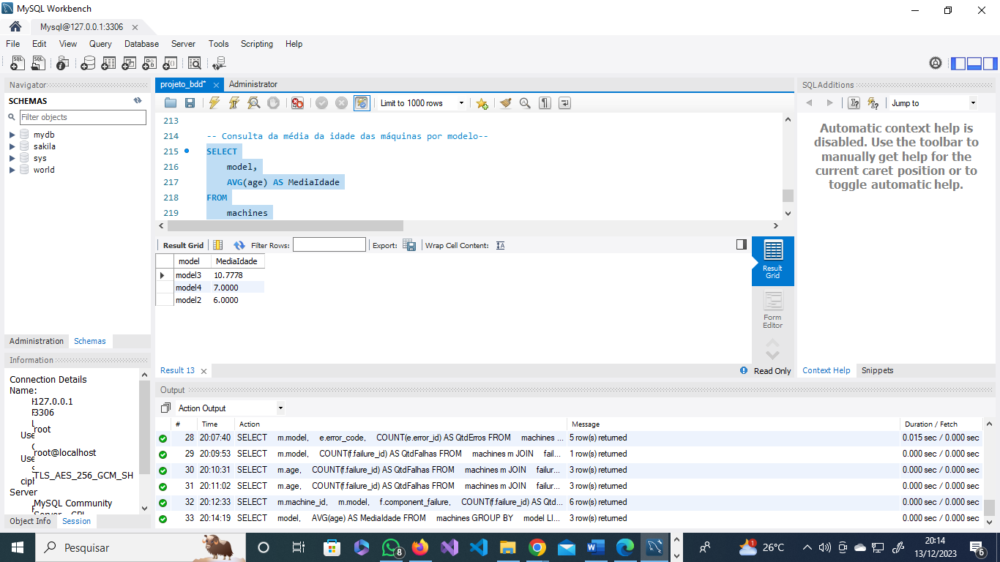 MySQL Workbench
Mysql@127.0.0.1:3306
File Edit View Query Database Server Tools Scripting Help
Navigator
SCHEMAS
Filter objects
mydb
sakila
sys
world
Administration Schemas
Information
Connection Details
Name:
127.0.0.1
3306
root
Use
root@localhost
Use
TLS_AES_256_GCM_SH
cipl
Server
MySQL Community
Object Info Session
projeto_bdd* Administrator
Limit to 1000 rows
213
214 -- Consulta da média da idade das máquinas por modelo--
215 SELECT
216 model,
217 AVG(age) AS MediaIdade
218 FROM
219 machines
Result Grid Filter Rows: Export: Wrap Cell Content:
model MediaIdade
model3 10.7778
model4 7.0000
model2 6.0000
Result Grid
Form Editor
Result 13
Read Only
SQLAdditions
Jump to
Automatic context help is
disabled. Use the toolbar to
manually get help for the
current caret position or to
toggle automatic help.
Context Help Snippets
Output
Action Output
# Time Action Message Duration / Fetch
28 20:07:40 SELECT m.model, e.error_code, COUNT(e.error_id) AS QtdErros FROM machines ... 5 row(s) returned 0.015 sec / 0.000 sec
29 20:09:53 SELECT m.model, COUNT(f.failure_id) AS QtdFalhas FROM machines m JOIN fail... 1 row(s) returned 0.000 sec / 0.000 sec
30 20:10:31 SELECT m.age, COUNT(f.failure_id) AS QtdFalhas FROM machines m JOIN failur... 3 row(s) returned 0.000 sec / 0.000 sec
31 20:11:02 SELECT m.age, COUNT(f.failure_id) AS QtdFalhas FROM machines m JOIN failur... 3 row(s) returned 0.000 sec / 0.000 sec
32 20:12:33 SELECT m.machine_id, m.model, f.component_failure, COUNT(f.failure_id) AS Qtd... 6 row(s) returned 0.000 sec / 0.000 sec
33 20:14:19 SELECT model, AVG(age) AS MediaIdade FROM machines GROUP BY model LI... 3 row(s) returned 0.000 sec / 0.000 sec
Pesquisar
8
1
26°C
20:14
13/12/2023
6